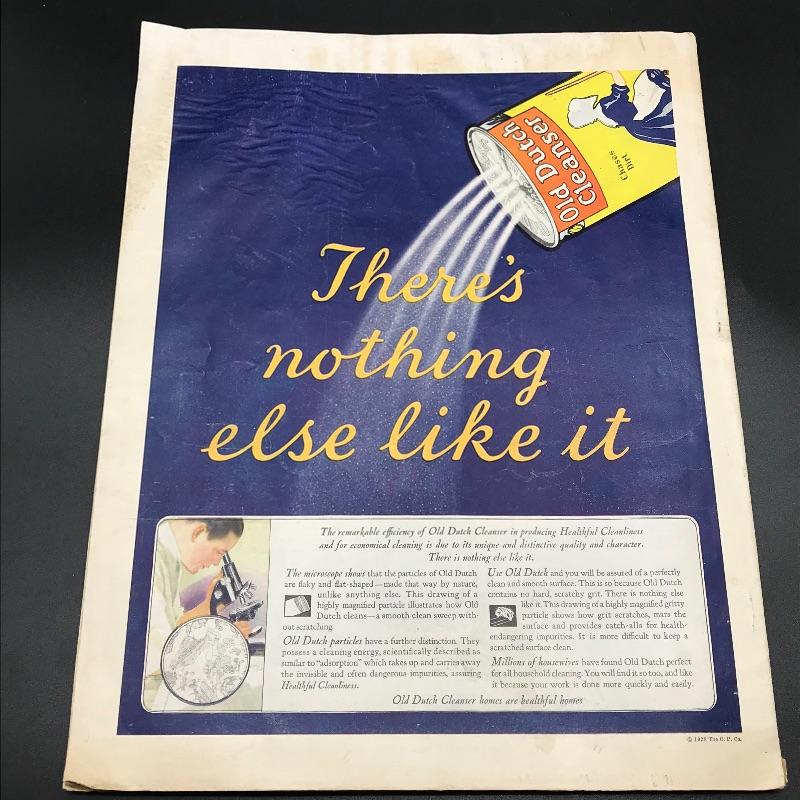 Old Dutch
Cleanser
Chases
Dirt
There's
nothing
else like it
The remarkable efficiency of Old Dutch Cleanser in producing Healthful Cleanliness
and for economical cleaning is due to its unique and distinctive quality and character.
There is nothing else like it.
The microscope shows that the particles of Old Dutch
are flaky and flat-shaped—made that way by nature,
unlike anything else. This drawing of a
highly magnified particle illustrates how Old
Dutch cleans—a smooth clean sweep with-
out scratching.
Old Dutch particles have a further distinction. They
possess a cleaning energy, scientifically described as
similar to "adsorption" which takes up and carries away
the invisible and often dangerous impurities, assuring
Healthful Cleanliness.
Use Old Dutch and you will be assured of a perfectly
clean and smooth surface. This is so because Old Dutch
contains no hard, scratchy grit. There is nothing else
like it. This drawing of a highly magnified gritty
particle shows how grit scratches, mars the
surface and provides catch-alls for health-
endangering impurities. It is more difficult to keep a
scratched surface clean.
Millions of housewives have found Old Dutch perfect
for all household cleaning. You will find it so too, and like
it because your work is done more quickly and easily.
Old Dutch Cleanser homes are healthful homes
© 1928 The C. P. Co.